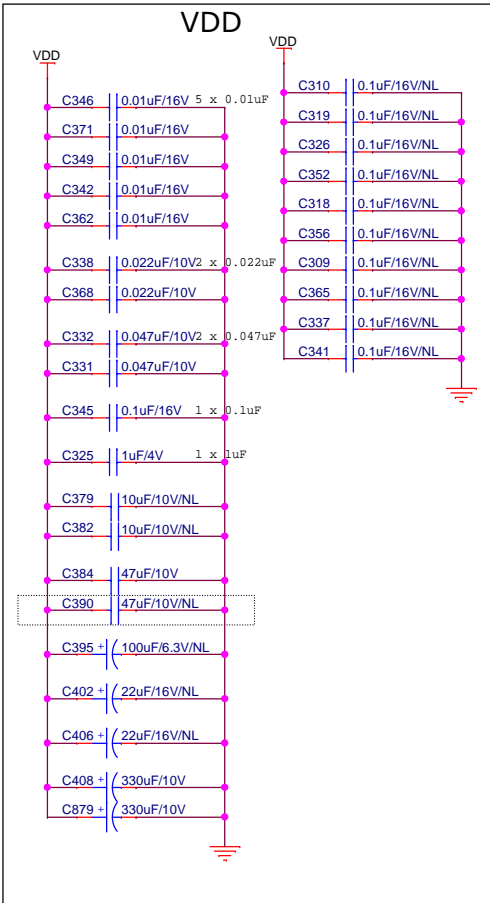 VDD
VDD
C346 0.01uF/16V 5 x 0.01uF
C371 0.01uF/16V
C349 0.01uF/16V
C342 0.01uF/16V
C362 0.01uF/16V
C338 0.022uF/10V 2 x 0.022uF
C368 0.022uF/10V
C332 0.047uF/10V 2 x 0.047uF
C331 0.047uF/10V
C345 0.1uF/16V 1 x 0.1uF
C325 1uF/4V 1 x 1uF
C379 10uF/10V/NL
C382 10uF/10V/NL
C384 47uF/10V
C390 47uF/10V/NL
C395 + 100uF/6.3V/NL
C402 + 22uF/16V/NL
C406 + 22uF/16V/NL
C408 + 330uF/10V
C879 + 330uF/10V
VDD
C310 0.1uF/16V/NL
C319 0.1uF/16V/NL
C326 0.1uF/16V/NL
C352 0.1uF/16V/NL
C318 0.1uF/16V/NL
C356 0.1uF/16V/NL
C309 0.1uF/16V/NL
C365 0.1uF/16V/NL
C337 0.1uF/16V/NL
C341 0.1uF/16V/NL